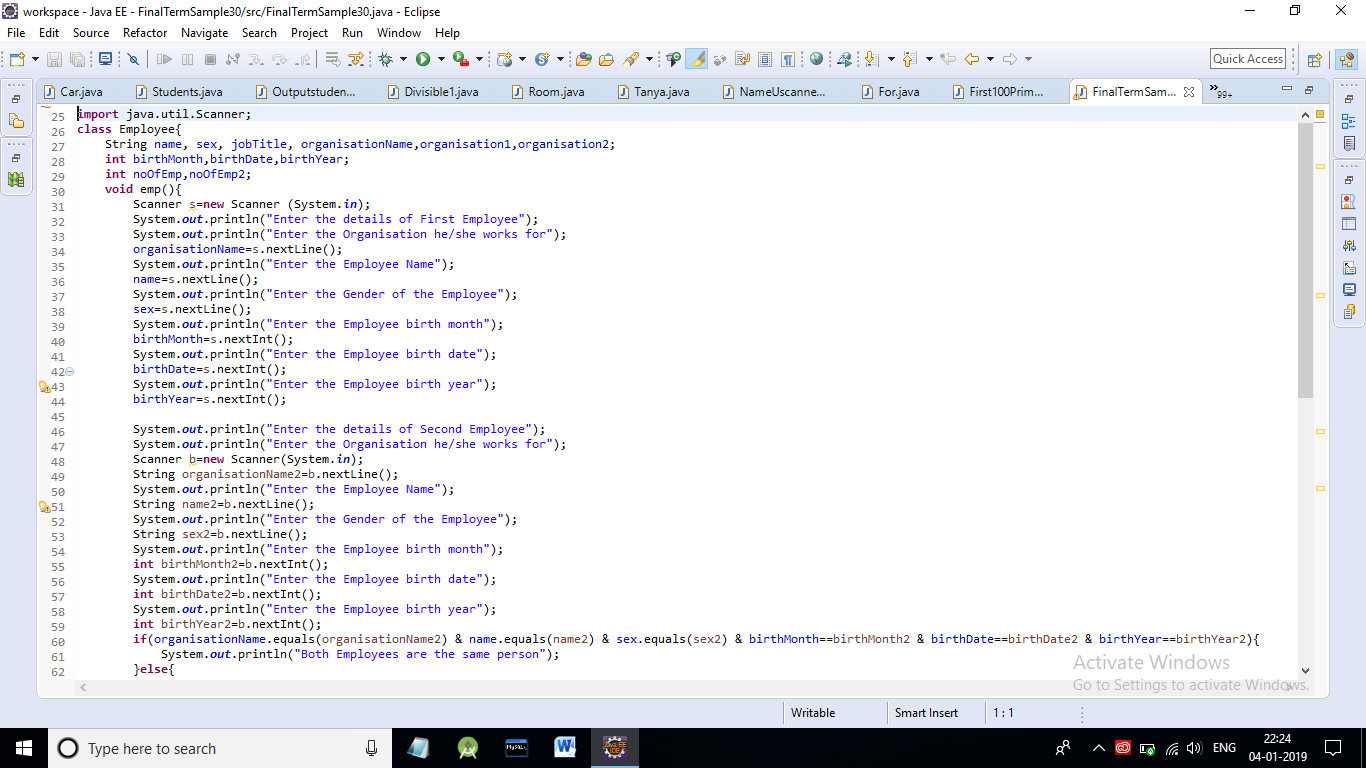 workspace - Java EE - FinalTermSample30/src/FinalTermSample30.java - Eclipse
File Edit Source Refactor Navigate Search Project Run Window Help
Quick Access
Car.java Students.java Outputstuden... Divisible1.java Room.java Tanya.java NameUscanne... For.java First100Prim... FinalTermSam... »99+
25 import java.util.Scanner;
26 class Employee{
27 String name, sex, jobTitle, organisationName,organisation1,organisation2;
28 int birthMonth,birthDate,birthYear;
29 int noOfEmp,noOfEmp2;
30 void emp(){
31 Scanner s=new Scanner (System.in);
32 System.out.println("Enter the details of First Employee");
33 System.out.println("Enter the Organisation he/she works for");
34 organisationName=s.nextLine();
35 System.out.println("Enter the Employee Name");
36 name=s.nextLine();
37 System.out.println("Enter the Gender of the Employee");
38 sex=s.nextLine();
39 System.out.println("Enter the Employee birth month");
40 birthMonth=s.nextInt();
41 System.out.println("Enter the Employee birth date");
42 birthDate=s.nextInt();
43 System.out.println("Enter the Employee birth year");
44 birthYear=s.nextInt();
45
46 System.out.println("Enter the details of Second Employee");
47 System.out.println("Enter the Organisation he/she works for");
48 Scanner b=new Scanner(System.in);
49 String organisationName2=b.nextLine();
50 System.out.println("Enter the Employee Name");
51 String name2=b.nextLine();
52 System.out.println("Enter the Gender of the Employee");
53 String sex2=b.nextLine();
54 System.out.println("Enter the Employee birth month");
55 int birthMonth2=b.nextInt();
56 System.out.println("Enter the Employee birth date");
57 int birthDate2=b.nextInt();
58 System.out.println("Enter the Employee birth year");
59 int birthYear2=b.nextInt();
60 if(organisationName.equals(organisationName2) & name.equals(name2) & sex.equals(sex2) & birthMonth==birthMonth2 & birthDate==birthDate2 & birthYear==birthYear2){
61 System.out.println("Both Employees are the same person");
62 }else{
Activate Windows
Go to Settings to activate Windows.
Writable Smart Insert 1 : 1
Type here to search
MySQL
W
JAVA EE IDE
ENG
22:24
04-01-2019